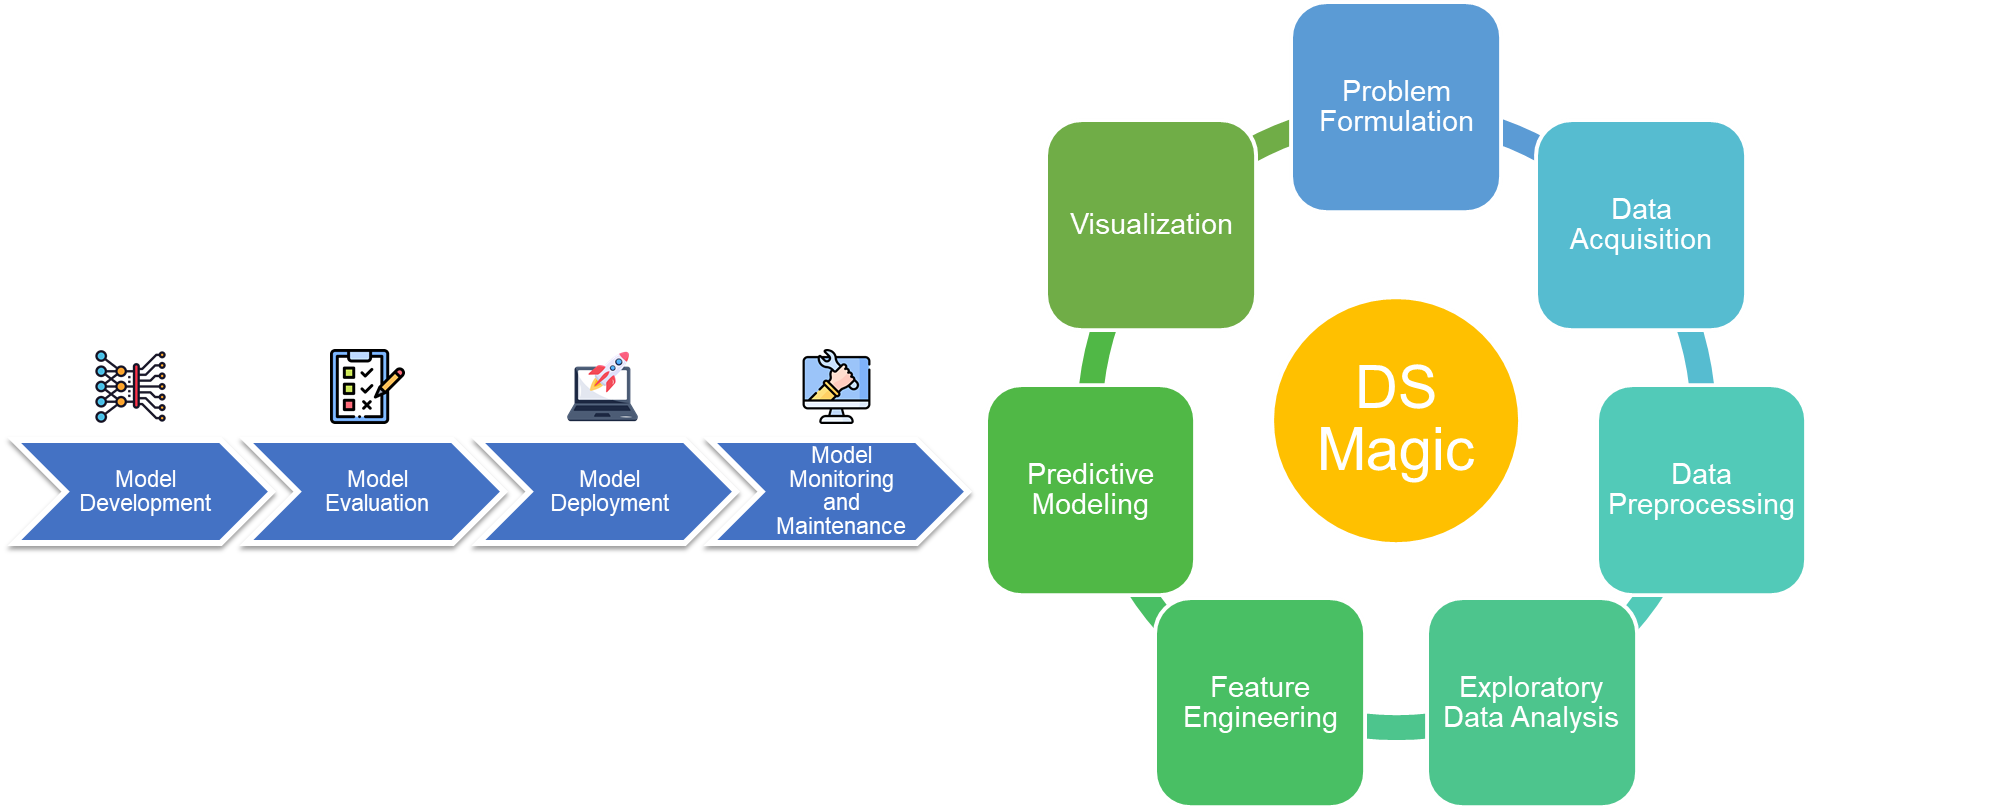 Model
Development
Model
Evaluation
Model
Deployment
Model
Monitoring
and
Maintenance
Problem
Formulation
Data
Acquisition
Data
Preprocessing
Exploratory
Data Analysis
Feature
Engineering
Predictive
Modeling
Visualization
DS
Magic